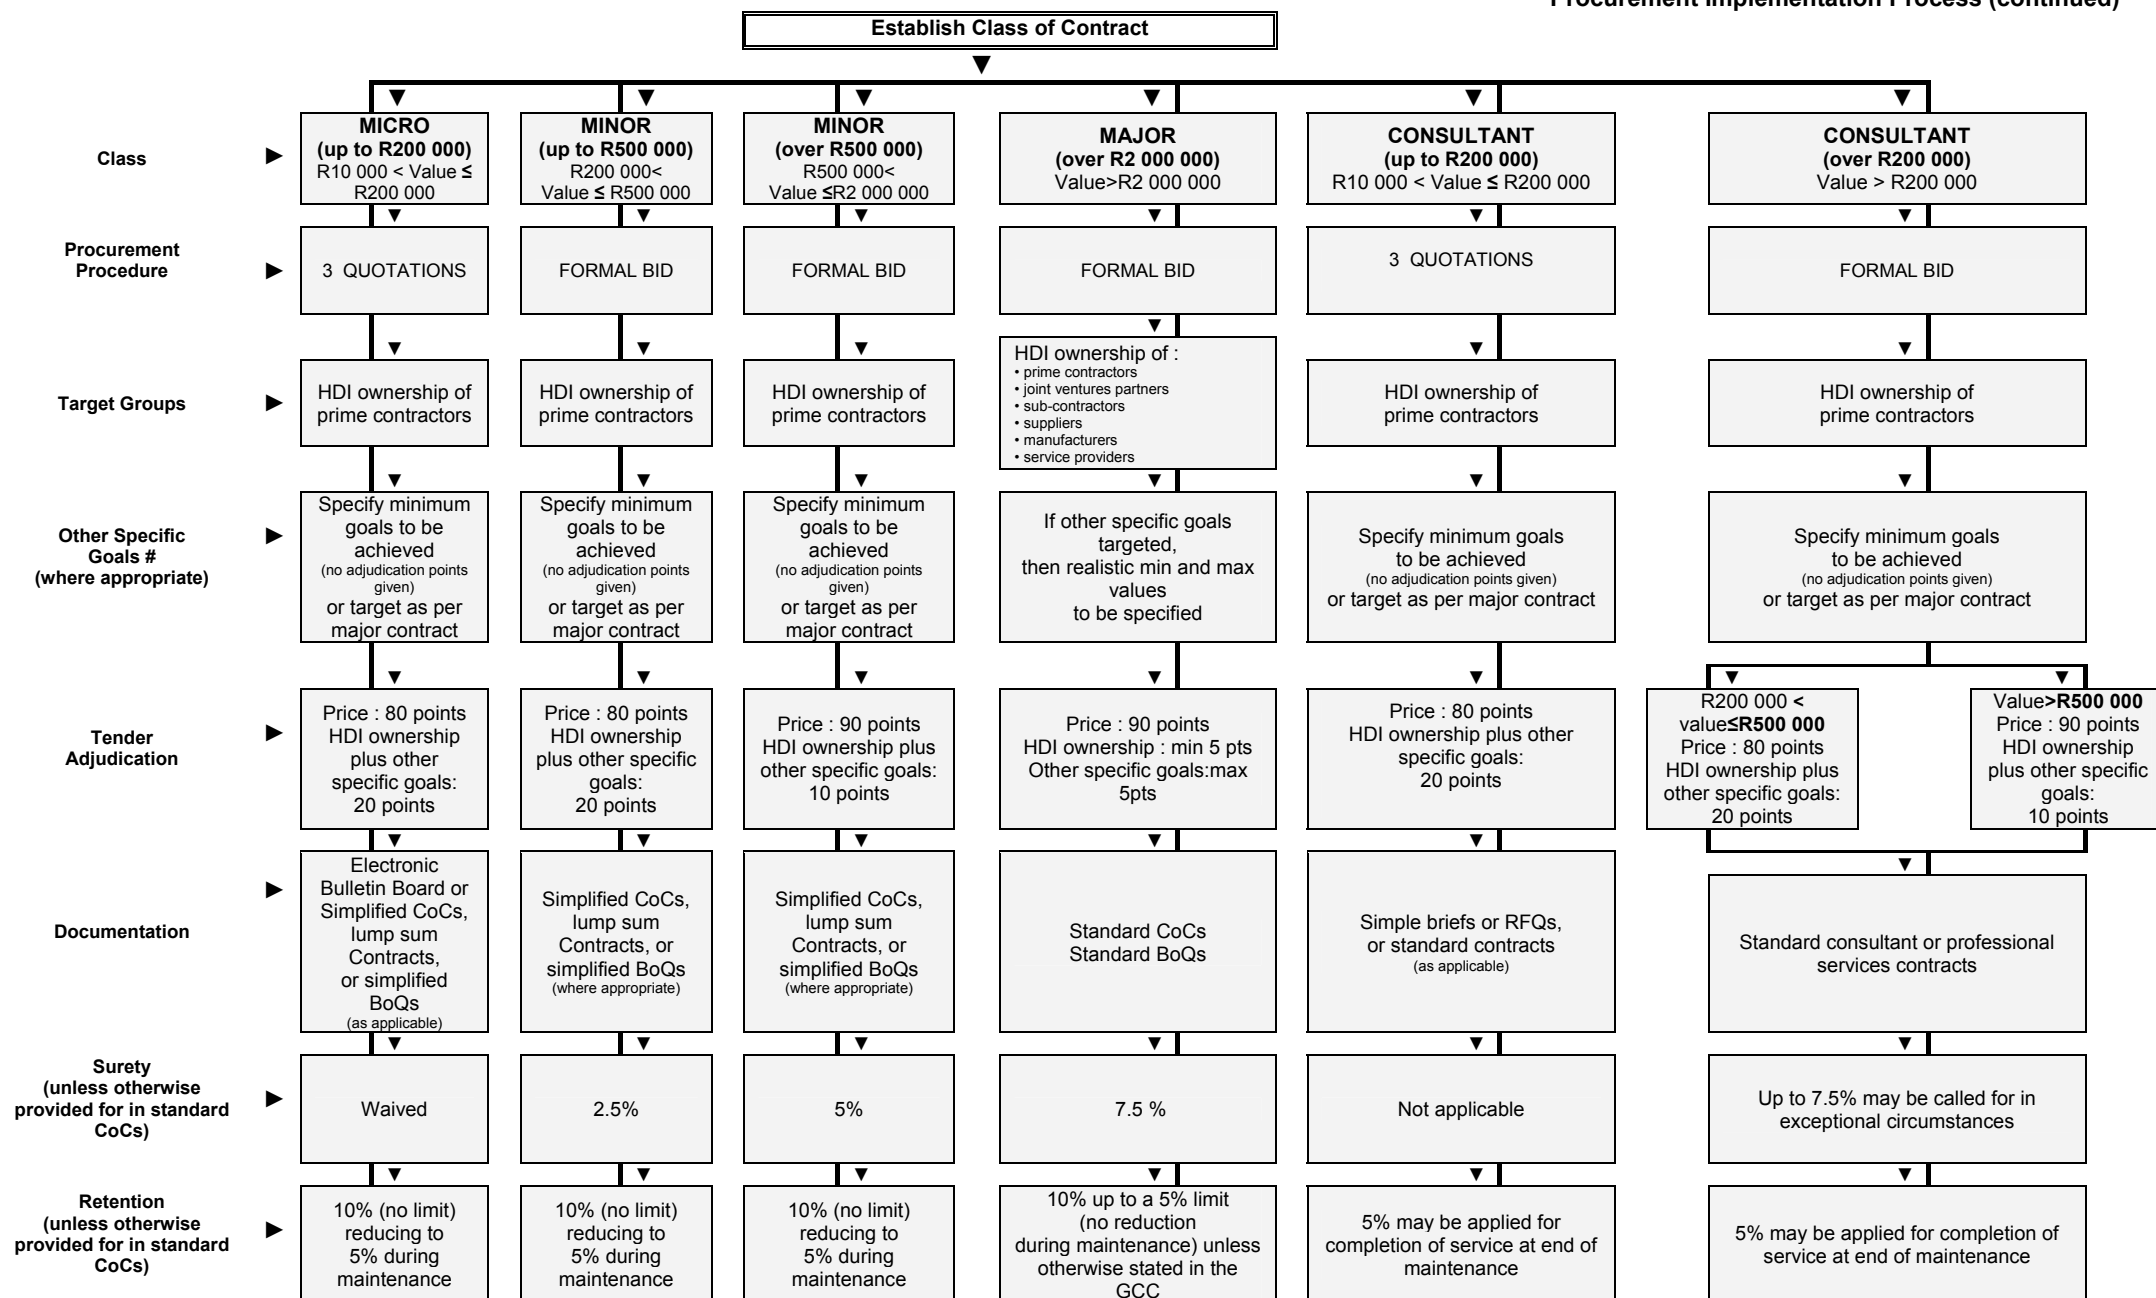 Procurement Implementation Process (continued)
Establish Class of Contract
Class
MICRO
(up to R200 000)
R10 000 < Value ≤
R200 000
MINOR
(up to R500 000)
R200 000<
Value ≤ R500 000
MINOR
(over R500 000)
R500 000<
Value ≤R2 000 000
MAJOR
(over R2 000 000)
Value>R2 000 000
CONSULTANT
(up to R200 000)
R10 000 < Value ≤ R200 000
CONSULTANT
(over R200 000)
Value > R200 000
Procurement
Procedure
3 QUOTATIONS
FORMAL BID
FORMAL BID
FORMAL BID
3 QUOTATIONS
FORMAL BID
Target Groups
HDI ownership of
prime contractors
HDI ownership of
prime contractors
HDI ownership of
prime contractors
HDI ownership of :
• prime contractors
• joint ventures partners
• sub-contractors
• suppliers
• manufacturers
• service providers
HDI ownership of
prime contractors
HDI ownership of
prime contractors
Other Specific
Goals #
(where appropriate)
Specify minimum
goals to be
achieved
(no adjudication points
given)
or target as per
major contract
Specify minimum
goals to be
achieved
(no adjudication points
given)
or target as per
major contract
Specify minimum
goals to be
achieved
(no adjudication points
given)
or target as per
major contract
If other specific goals
targeted,
then realistic min and max
values
to be specified
Specify minimum goals
to be achieved
(no adjudication points given)
or target as per major contract
Specify minimum goals
to be achieved
(no adjudication points given)
or target as per major contract
Tender
Adjudication
Price : 80 points
HDI ownership
plus other
specific goals:
20 points
Price : 80 points
HDI ownership
plus other specific
goals:
20 points
Price : 90 points
HDI ownership plus
other specific goals:
10 points
Price : 90 points
HDI ownership : min 5 pts
Other specific goals:max
5pts
Price : 80 points
HDI ownership plus other
specific goals:
20 points
R200 000 <
value≤R500 000
Price : 80 points
HDI ownership plus
other specific goals:
20 points
Value>R500 000
Price : 90 points
HDI ownership
plus other specific
goals:
10 points
Documentation
Electronic
Bulletin Board or
Simplified CoCs,
lump sum
Contracts,
or simplified
BoQs
(as applicable)
Simplified CoCs,
lump sum
Contracts, or
simplified BoQs
(where appropriate)
Simplified CoCs,
lump sum
Contracts, or
simplified BoQs
(where appropriate)
Standard CoCs
Standard BoQs
Simple briefs or RFQs,
or standard contracts
(as applicable)
Standard consultant or professional
services contracts
Surety
(unless otherwise
provided for in standard
CoCs)
Waived
2.5%
5%
7.5 %
Not applicable
Up to 7.5% may be called for in
exceptional circumstances
Retention
(unless otherwise
provided for in standard
CoCs)
10% (no limit)
reducing to
5% during
maintenance
10% (no limit)
reducing to
5% during
maintenance
10% (no limit)
reducing to
5% during
maintenance
10% up to a 5% limit
(no reduction
during maintenance) unless
otherwise stated in the
GCC
5% may be applied for
completion of service at end of
maintenance
5% may be applied for completion of
service at end of maintenance